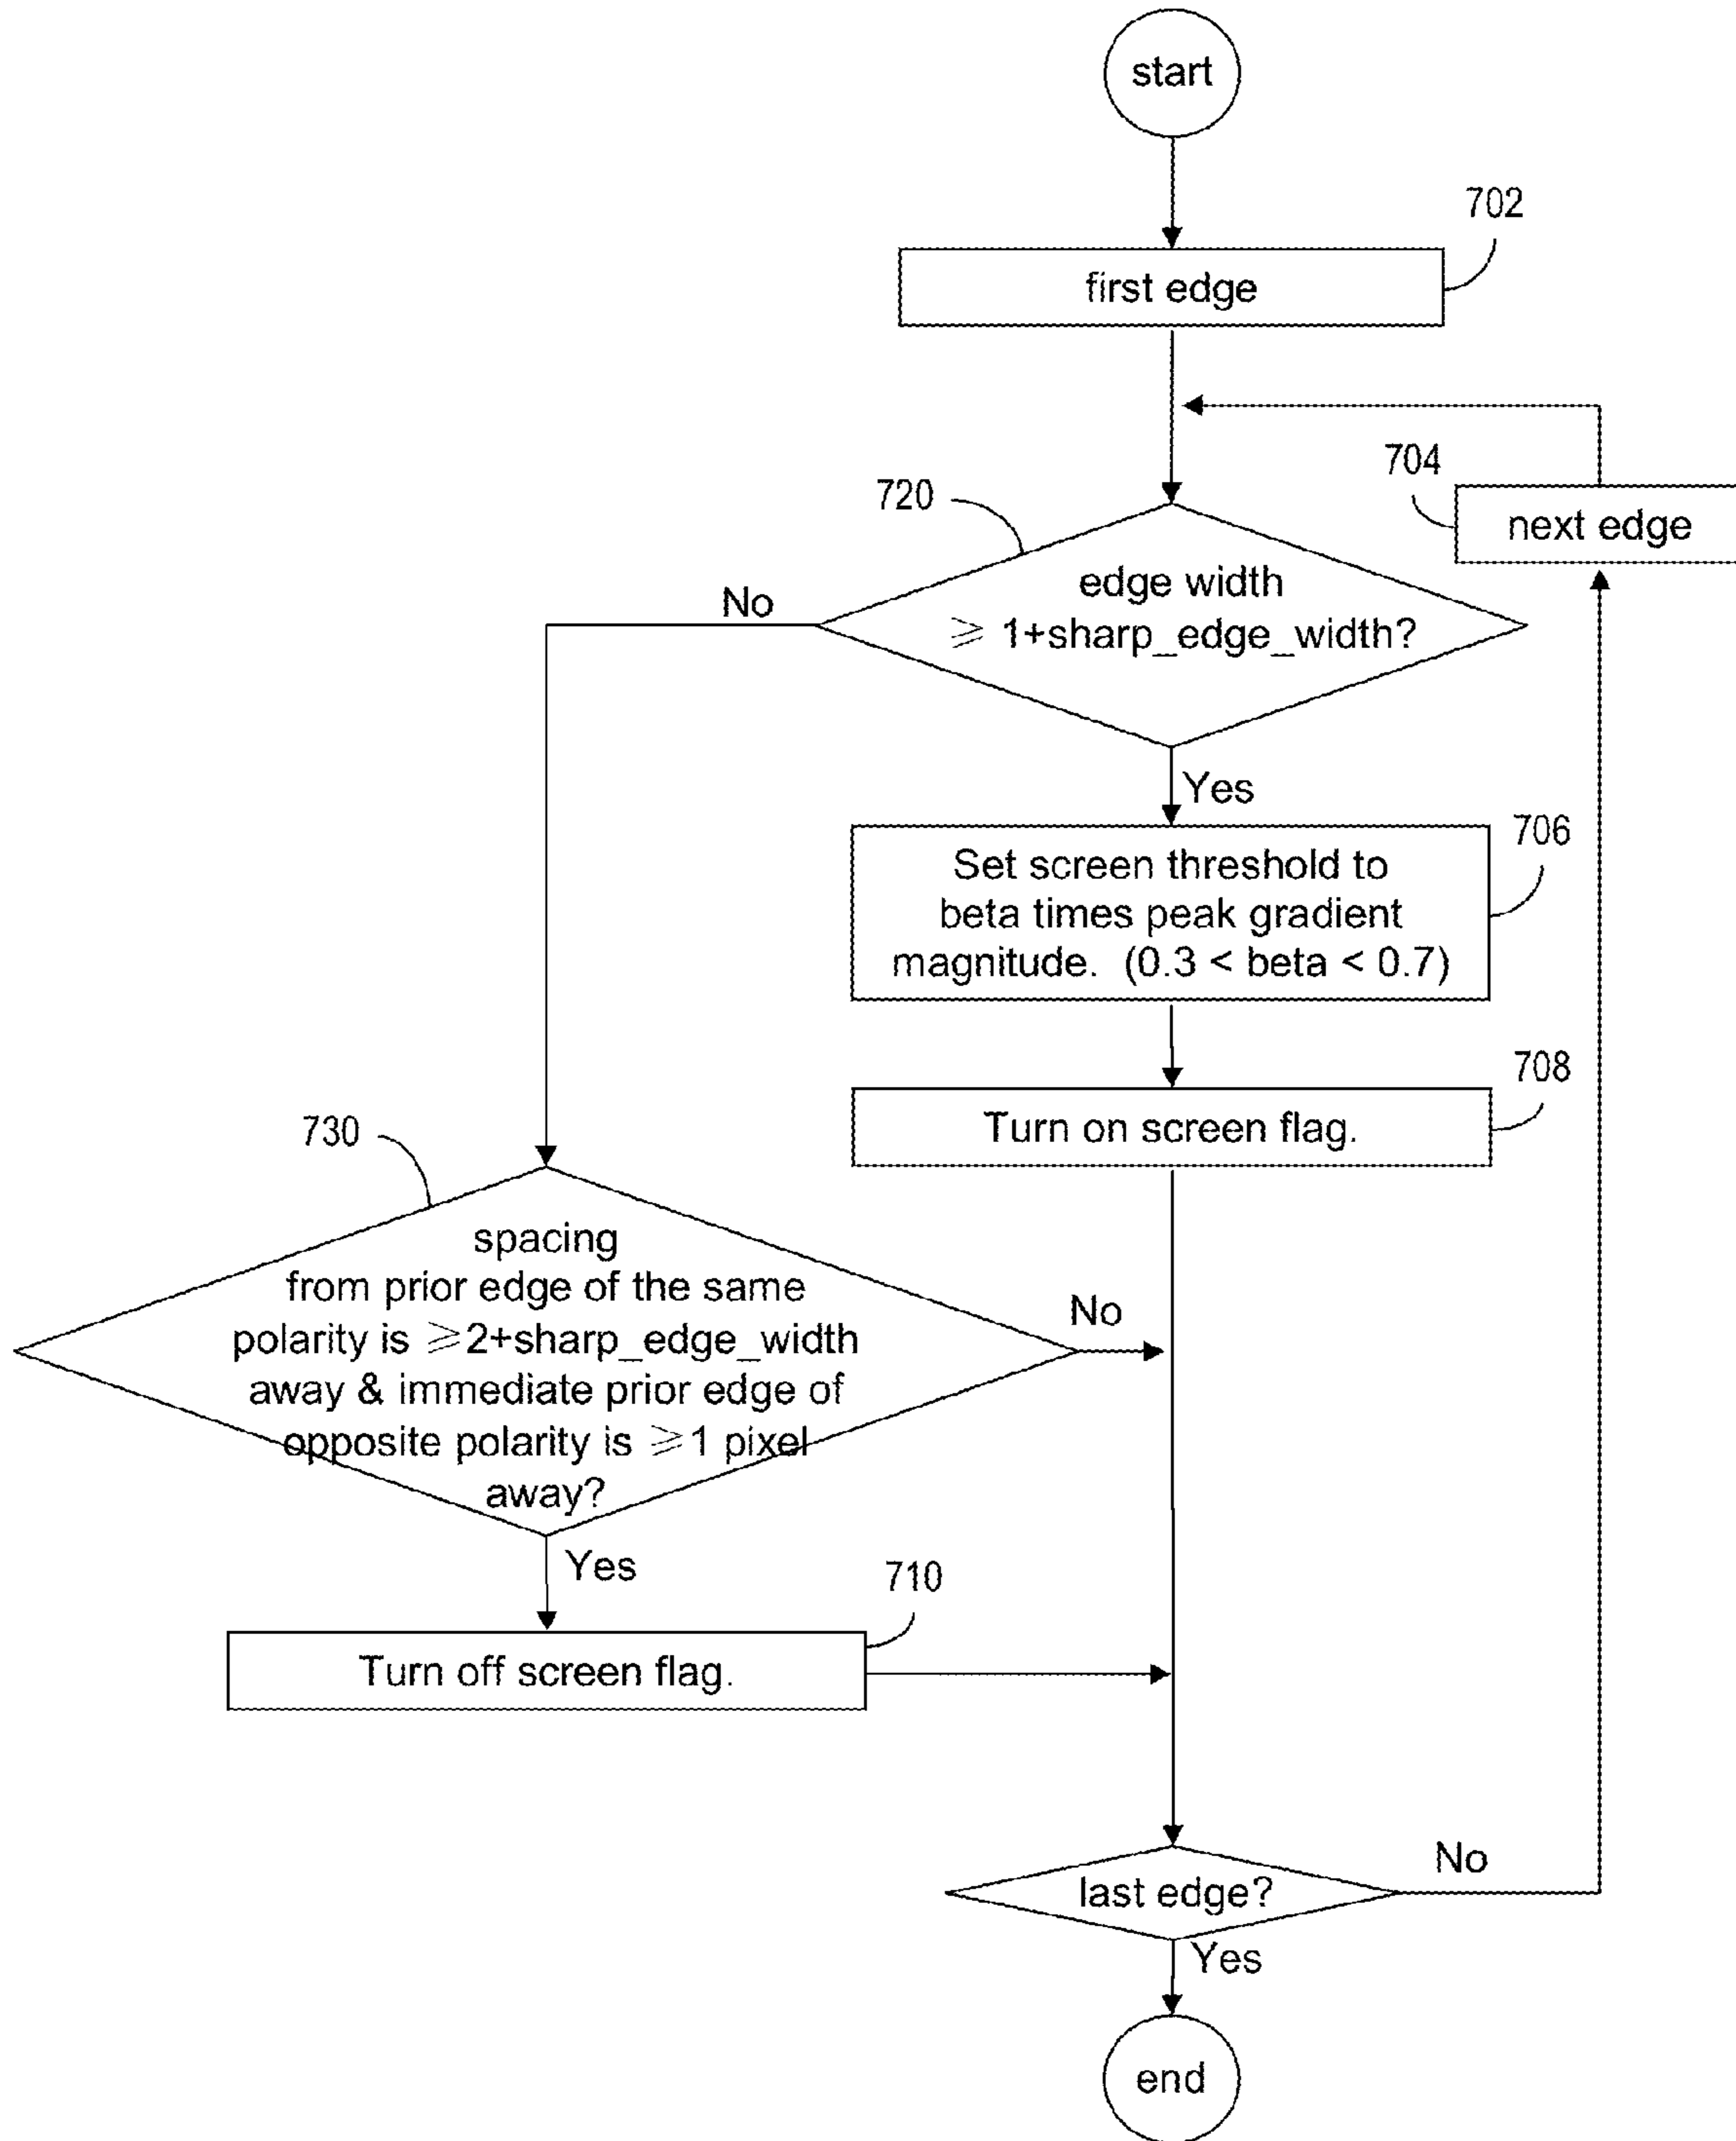 start
702
first edge
704
next edge
720
edge width
⩾ 1+sharp_edge_width?
No
Yes
706
Set screen threshold to
beta times peak gradient
magnitude. (0.3 < beta < 0.7)
708
Turn on screen flag.
730
spacing
from prior edge of the same
polarity is ⩾2+sharp_edge_width
away & immediate prior edge of
opposite polarity is ⩾1 pixel
away?
No
Yes
710
Turn off screen flag.
last edge?
No
Yes
end